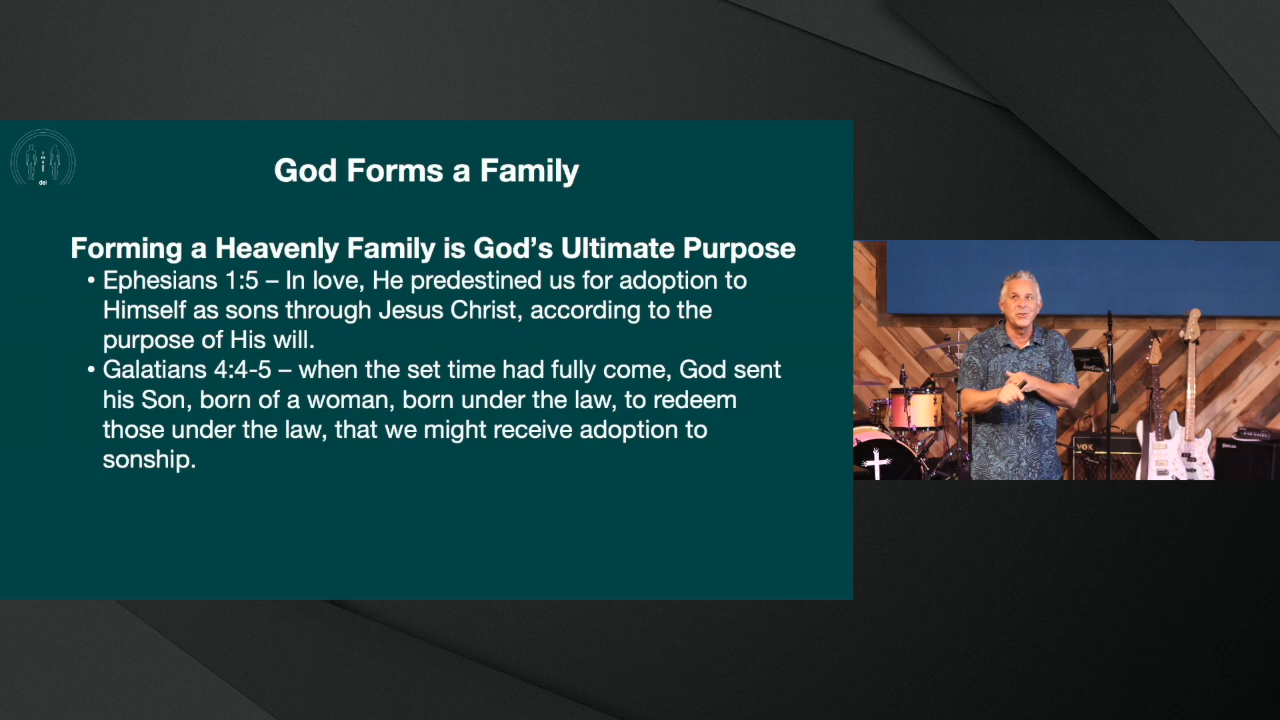 dei
God Forms a Family
Forming a Heavenly Family is God’s Ultimate Purpose
• Ephesians 1:5 – In love, He predestined us for adoption to
Himself as sons through Jesus Christ, according to the
purpose of His will.
• Galatians 4:4-5 – when the set time had fully come, God sent
his Son, born of a woman, born under the law, to redeem
those under the law, that we might receive adoption to
sonship.
VOX